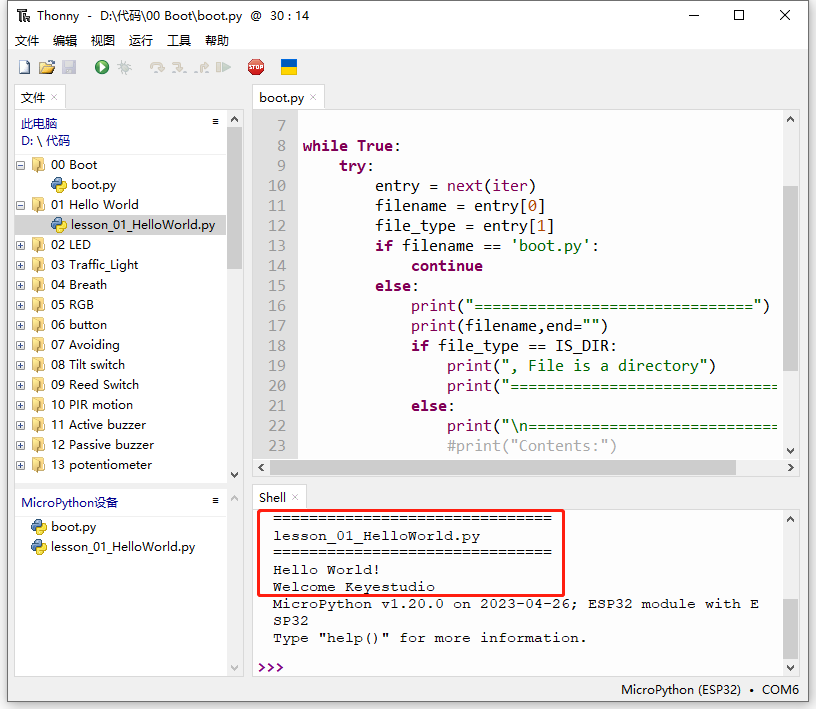 Thonny - D:\代码\00 Boot\boot.py @ 30 : 14
文件 编辑 视图 运行 工具 帮助
STOP
文件
此电脑
D: \ 代码
00 Boot
boot.py
01 Hello World
lesson_01_HelloWorld.py
02 LED
03 Traffic_Light
04 Breath
05 RGB
06 button
07 Avoiding
08 Tilt switch
09 Reed Switch
10 PIR motion
11 Active buzzer
12 Passive buzzer
13 potentiometer
MicroPython设备
boot.py
lesson_01_HelloWorld.py
boot.py
7
8 while True:
9     try:
10         entry = next(iter)
11         filename = entry[0]
12         file_type = entry[1]
13         if filename == 'boot.py':
14             continue
15         else:
16             print("===============================")
17             print(filename,end="")
18             if file_type == IS_DIR:
19                 print(", File is a directory")
20                 print("==============================
21             else:
22                 print("\n============================
23                 #print("Contents:")
Shell
===============================
lesson_01_HelloWorld.py
===============================
Hello World!
Welcome Keyestudio
MicroPython v1.20.0 on 2023-04-26; ESP32 module with E
SP32
Type "help()" for more information.
>>>
MicroPython (ESP32) • COM6